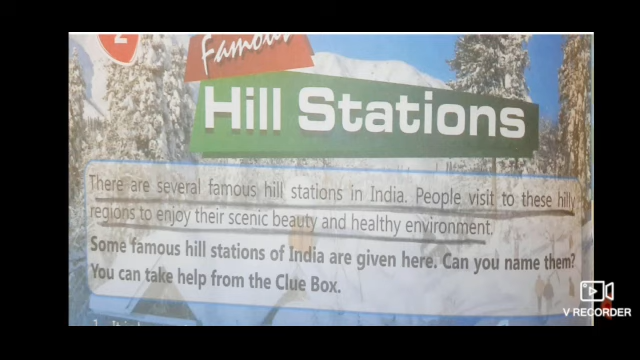 2
Famous
Hill Stations
There are several famous hill stations in India. People visit to these hilly
regions to enjoy their scenic beauty and healthy environment.
Some famous hill stations of India are given here. Can you name them?
You can take help from the Clue Box.
V RECORDER